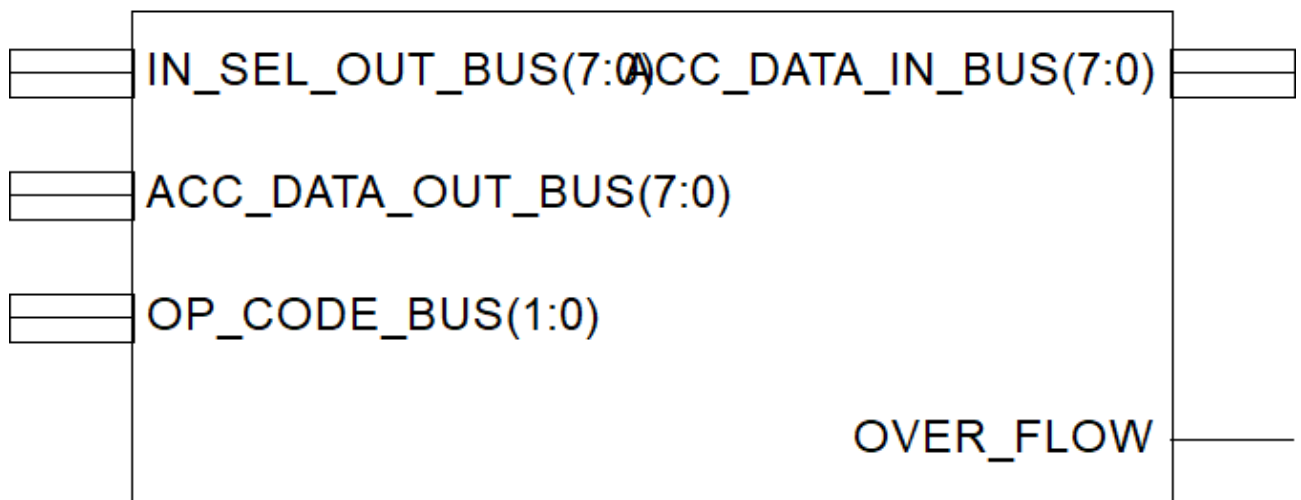 IN_SEL_OUT_BUS(7:0)
ACC_DATA_IN_BUS(7:0)
ACC_DATA_OUT_BUS(7:0)
OP_CODE_BUS(1:0)
OVER_FLOW